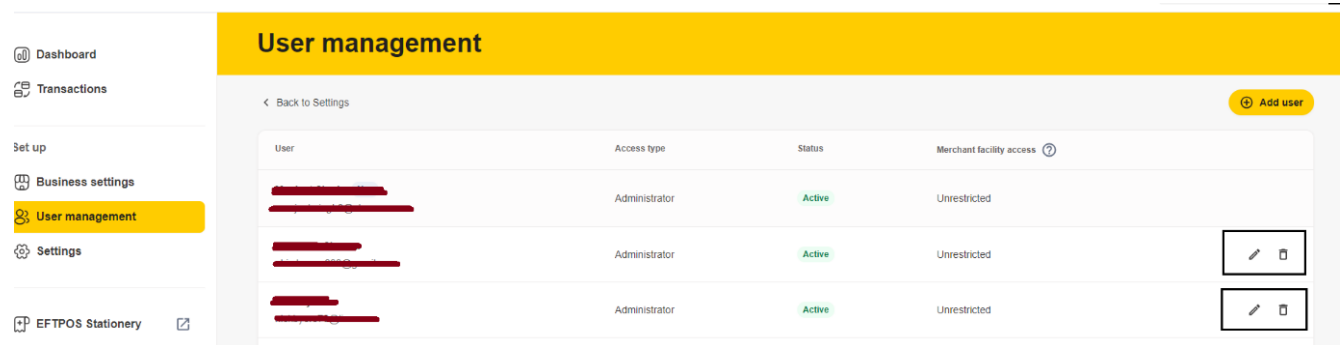 User management
Dashboard
Transactions
Back to Settings
Add user
Set up
Business settings
User management
Settings
EFTPOS Stationery
User Access type Status Merchant facility access ?
Administrator Active Unrestricted
Administrator Active Unrestricted
Administrator Active Unrestricted